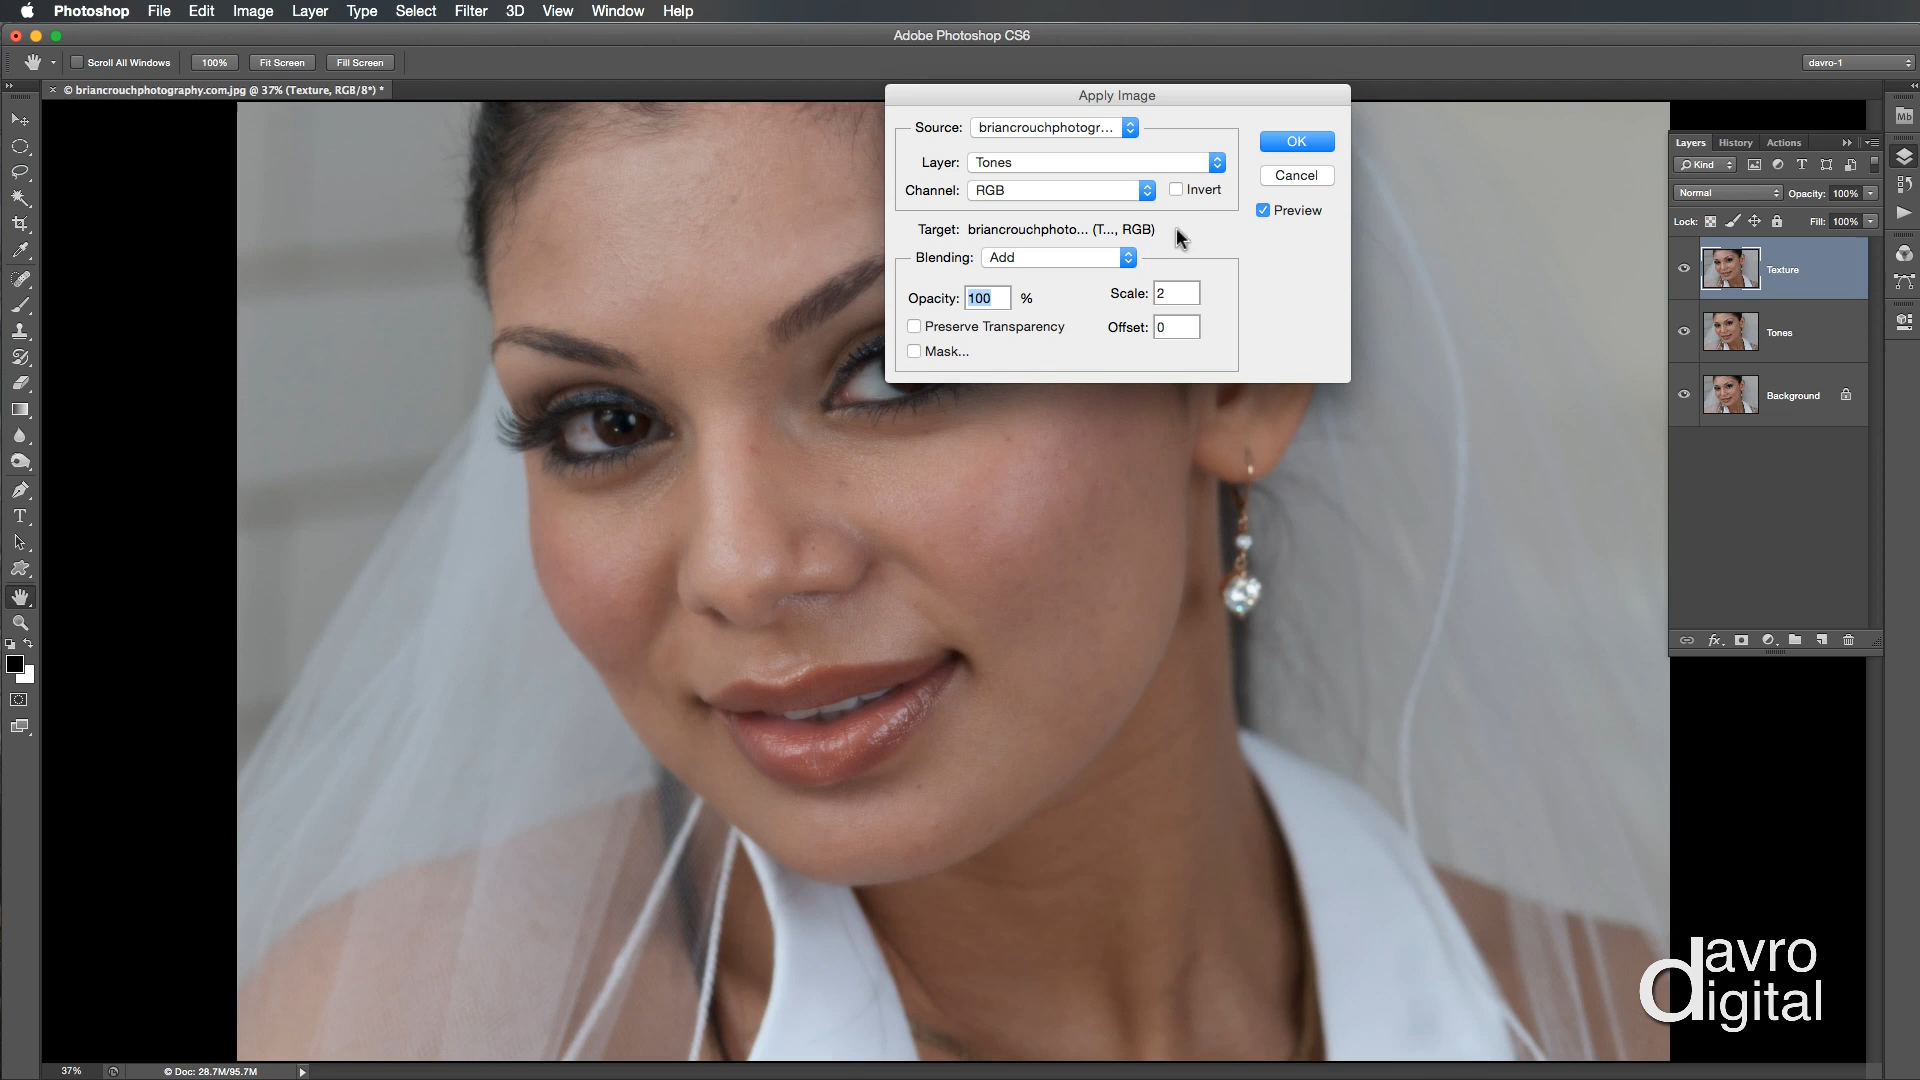 Photoshop File Edit Image Layer Type Select Filter 3D View Window Help
Adobe Photoshop CS6
Scroll All Windows 100% Fit Screen Fill Screen davro-1
× © briancrouchphotography.com.jpg @ 37% (Texture, RGB/8*) *
Apply Image
Source: briancrouchphotogr...
OK
Layer: Tones
Cancel
Channel: RGB Invert
Preview
Target: briancrouchphoto... (T..., RGB)
Blending: Add
Opacity: 100 % Scale: 2
Preserve Transparency Offset: 0
Mask...
Mb
Layers History Actions
Kind
Normal Opacity: 100%
Lock: Fill: 100%
Texture
Tones
Background
fx
davro
digital
37% © Doc: 28.7M/95.7M